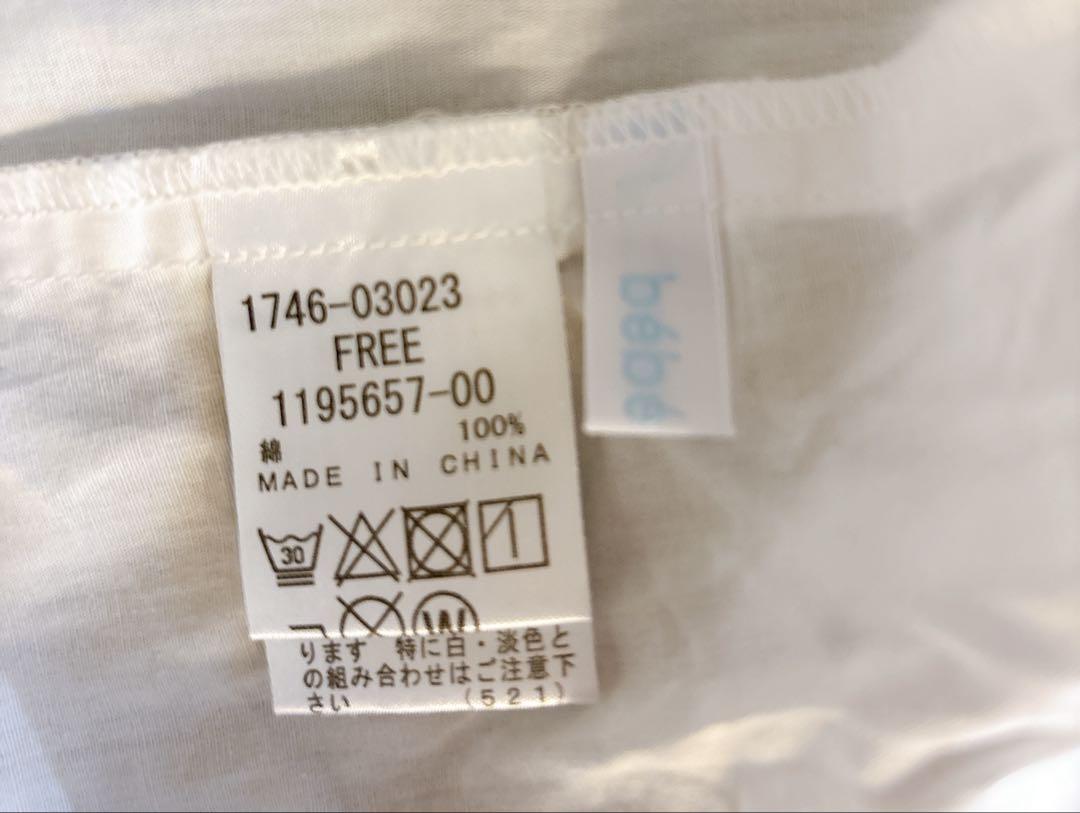 1746-03023
FREE
1195657-00
綿 100%
MADE IN CHINA
30
W
ります 特に白・淡色と
の組み合わせはご注意下
さい (521)
bébé